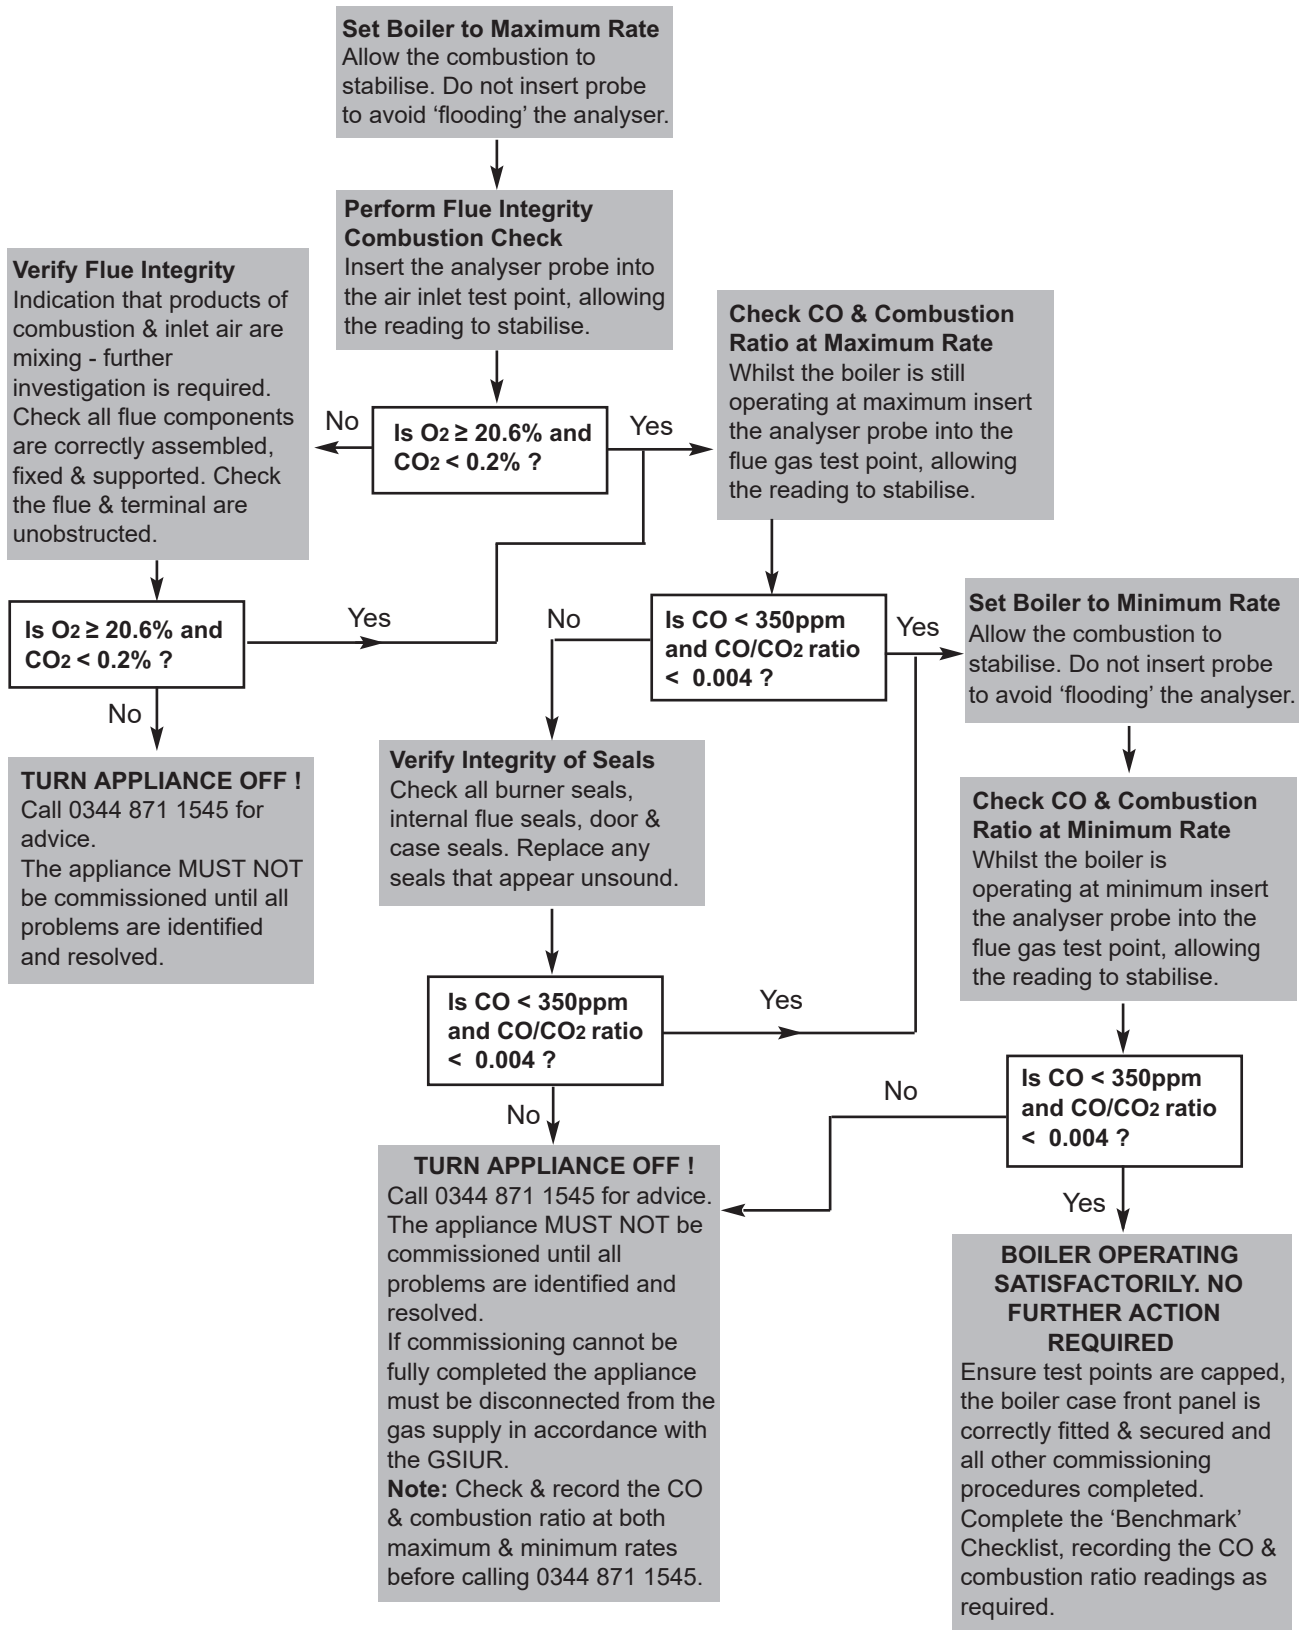 Set Boiler to Maximum Rate
Allow the combustion to
stabilise. Do not insert probe
to avoid ‘flooding’ the analyser.
Perform Flue Integrity
Combustion Check
Insert the analyser probe into
the air inlet test point, allowing
the reading to stabilise.
Is O2 ≥ 20.6% and
CO2 < 0.2% ?
No
Yes
Verify Flue Integrity
Indication that products of
combustion & inlet air are
mixing - further
investigation is required.
Check all flue components
are correctly assembled,
fixed & supported. Check
the flue & terminal are
unobstructed.
Is O2 ≥ 20.6% and
CO2 < 0.2% ?
Yes
No
TURN APPLIANCE OFF !
Call 0344 871 1545 for
advice.
The appliance MUST NOT
be commissioned until all
problems are identified
and resolved.
Check CO & Combustion
Ratio at Maximum Rate
Whilst the boiler is still
operating at maximum insert
the analyser probe into the
flue gas test point, allowing
the reading to stabilise.
Is CO < 350ppm
and CO/CO2 ratio
< 0.004 ?
No
Yes
Verify Integrity of Seals
Check all burner seals,
internal flue seals, door &
case seals. Replace any
seals that appear unsound.
Is CO < 350ppm
and CO/CO2 ratio
< 0.004 ?
Yes
No
TURN APPLIANCE OFF !
Call 0344 871 1545 for advice.
The appliance MUST NOT be
commissioned until all
problems are identified and
resolved.
If commissioning cannot be
fully completed the appliance
must be disconnected from the
gas supply in accordance with
the GSIUR.
Note: Check & record the CO
& combustion ratio at both
maximum & minimum rates
before calling 0344 871 1545.
Set Boiler to Minimum Rate
Allow the combustion to
stabilise. Do not insert probe
to avoid ‘flooding’ the analyser.
Check CO & Combustion
Ratio at Minimum Rate
Whilst the boiler is
operating at minimum insert
the analyser probe into the
flue gas test point, allowing
the reading to stabilise.
Is CO < 350ppm
and CO/CO2 ratio
< 0.004 ?
No
Yes
BOILER OPERATING
SATISFACTORILY. NO
FURTHER ACTION
REQUIRED
Ensure test points are capped,
the boiler case front panel is
correctly fitted & secured and
all other commissioning
procedures completed.
Complete the ‘Benchmark’
Checklist, recording the CO &
combustion ratio readings as
required.